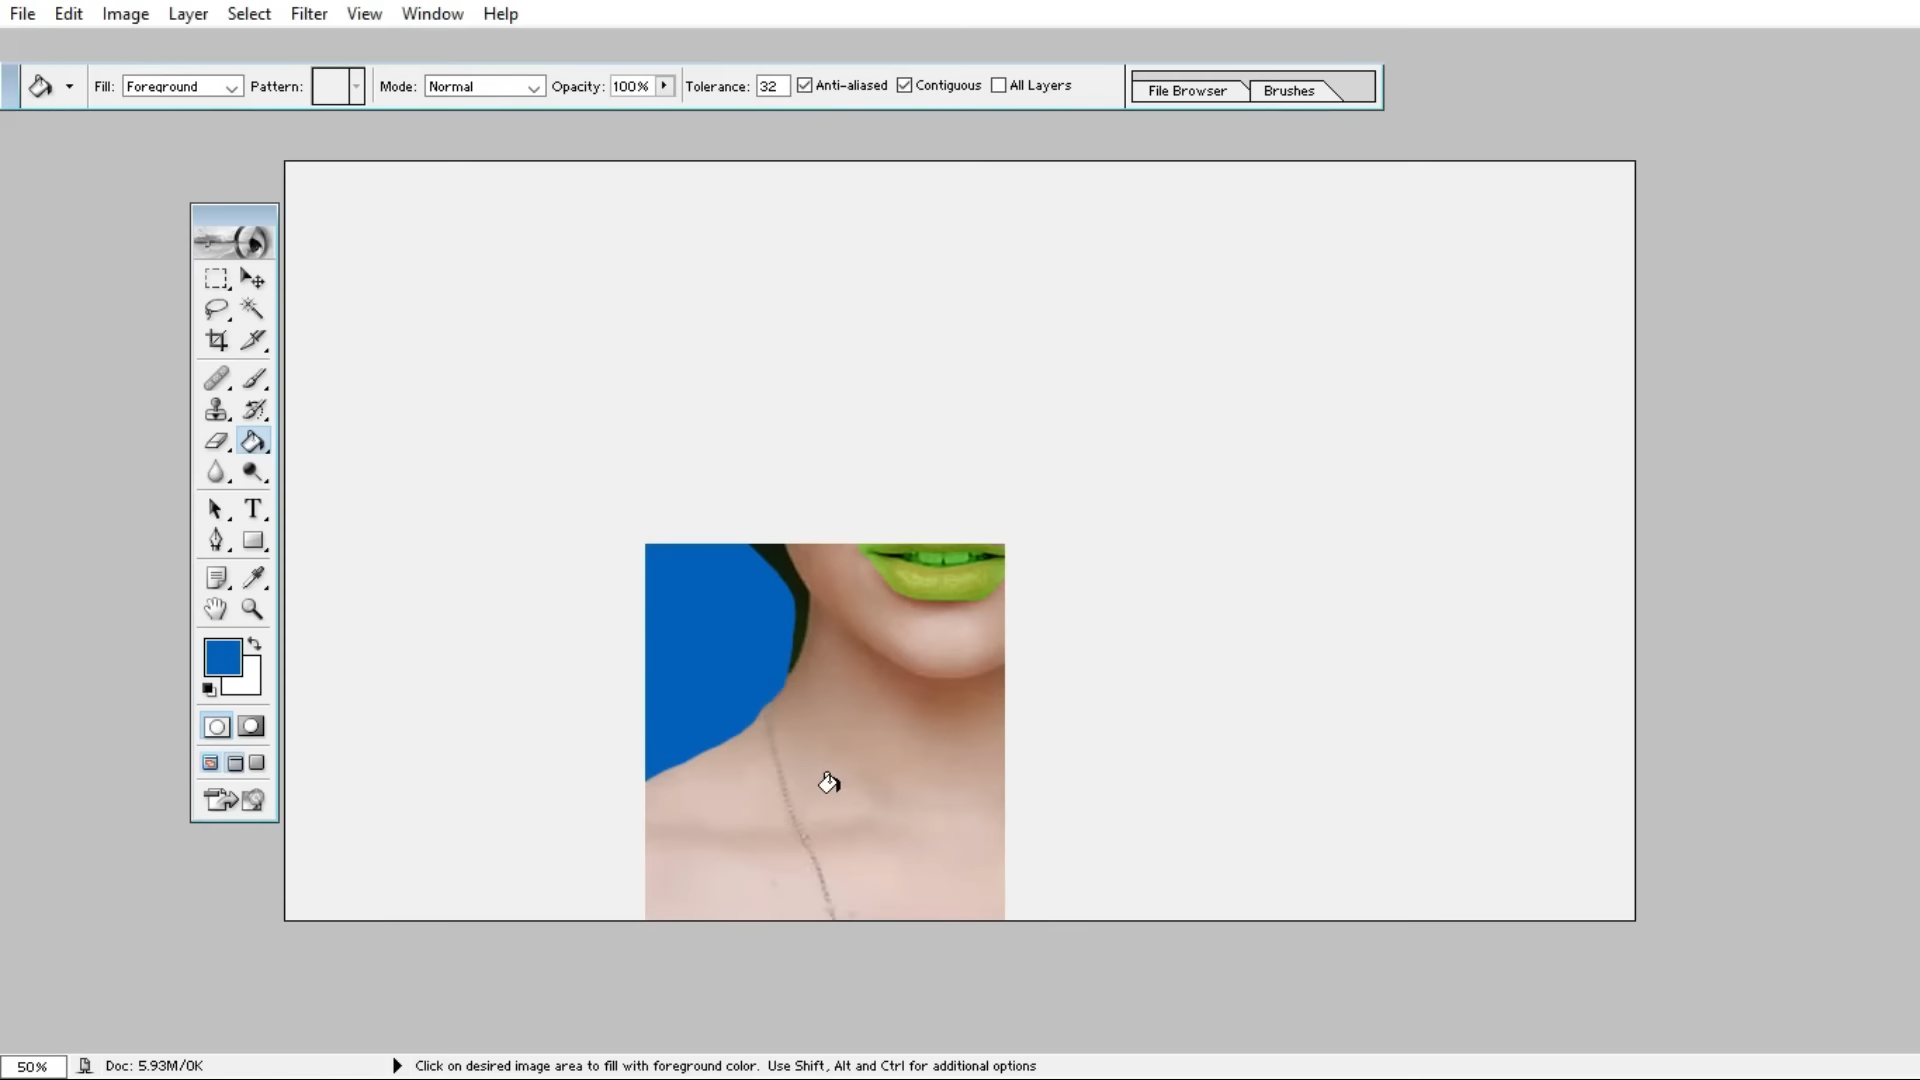 File Edit Image Layer Select Filter View Window Help
Fill: Foreground Pattern: Mode: Normal Opacity: 100% Tolerance: 32 Anti-aliased Contiguous All Layers File Browser Brushes
T
50% Doc: 5.93M/0K Click on desired image area to fill with foreground color. Use Shift, Alt and Ctrl for additional options